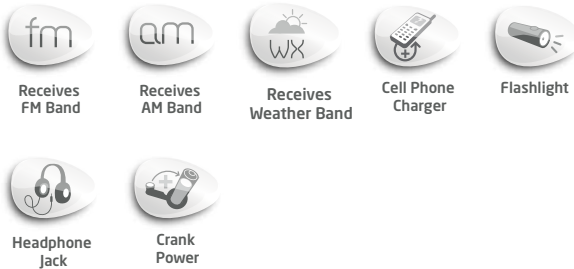 fm
am
WX
Receives
FM Band
Receives
AM Band
Receives
Weather Band
Cell Phone
Charger
Flashlight
Headphone
Jack
Crank
Power